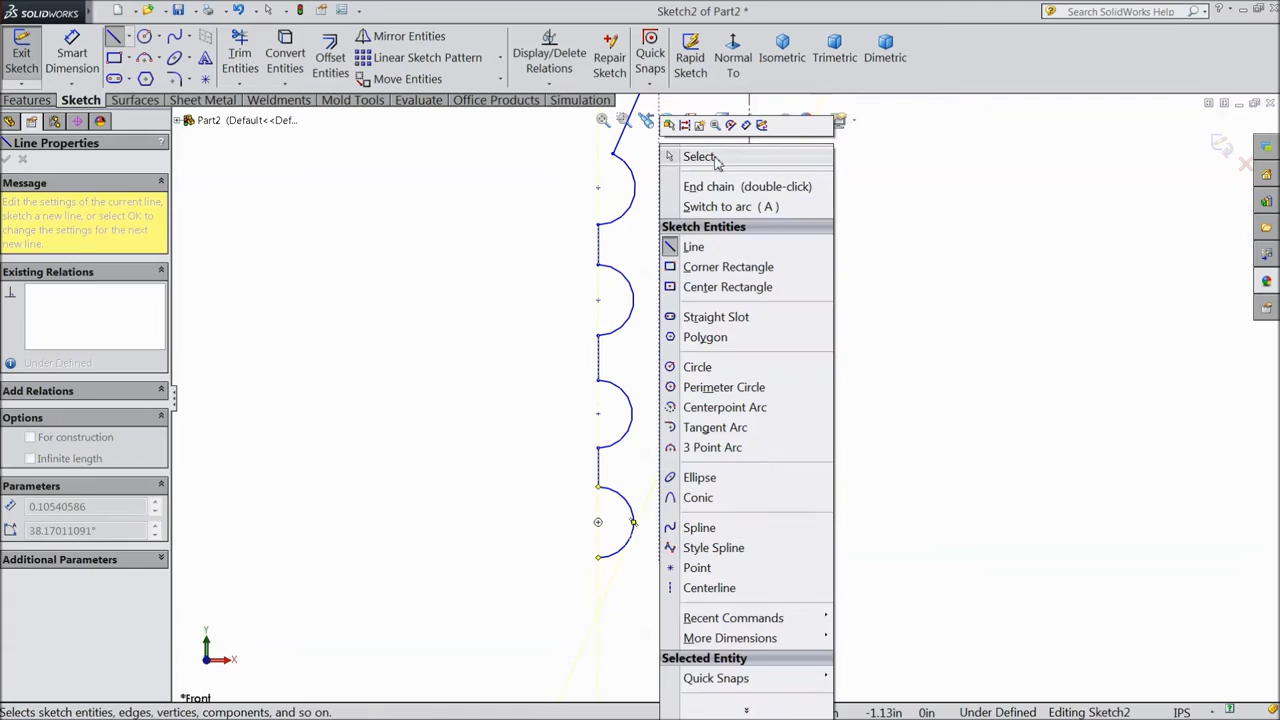 SOLIDWORKS
Sketch2 of Part2 *
Search SolidWorks Help
Exit Sketch
Smart Dimension
Trim Entities
Convert Entities
Offset Entities
Mirror Entities
Linear Sketch Pattern
Move Entities
Display/Delete Relations
Repair Sketch
Quick Snaps
Rapid Sketch
Normal To
Isometric
Trimetric
Dimetric
Features
Sketch
Surfaces
Sheet Metal
Weldments
Mold Tools
Evaluate
Office Products
Simulation
Part2 (Default<<Def...
Line Properties
Message
Edit the settings of the current line,
sketch a new line, or select OK to
change the settings for the next
new line.
Existing Relations
Under Defined
Add Relations
Options
For construction
Infinite length
Parameters
0.10540586
38.17011091°
Additional Parameters
Select
End chain (double-click)
Switch to arc ( A )
Sketch Entities
Line
Corner Rectangle
Center Rectangle
Straight Slot
Polygon
Circle
Perimeter Circle
Centerpoint Arc
Tangent Arc
3 Point Arc
Ellipse
Conic
Spline
Style Spline
Point
Centerline
Recent Commands
More Dimensions
Selected Entity
Quick Snaps
Y
X
*Front
Selects sketch entities, edges, vertices, components, and so on.
-1.13in
0in
Under Defined
Editing Sketch2
IPS